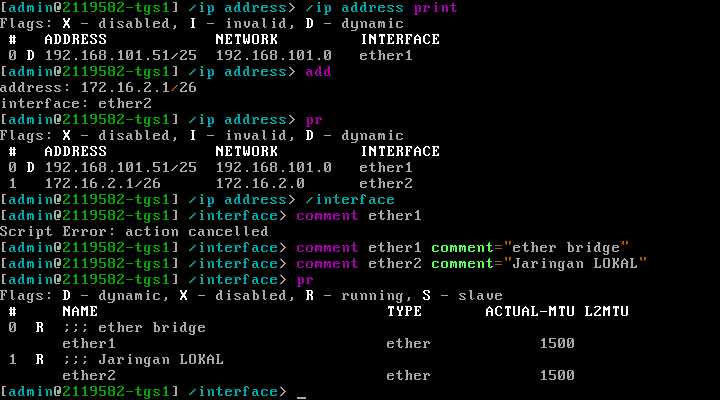 [admin@2119582-tgs1] /ip address> /ip address print
Flags: X - disabled, I - invalid, D - dynamic
 #   ADDRESS            NETWORK         INTERFACE
 0 D 192.168.101.51/25  192.168.101.0   ether1
[admin@2119582-tgs1] /ip address> add
address: 172.16.2.1/26
interface: ether2
[admin@2119582-tgs1] /ip address> pr
Flags: X - disabled, I - invalid, D - dynamic
 #   ADDRESS            NETWORK         INTERFACE
 0 D 192.168.101.51/25  192.168.101.0   ether1
 1   172.16.2.1/26      172.16.2.0      ether2
[admin@2119582-tgs1] /ip address> /interface
[admin@2119582-tgs1] /interface> comment ether1
Script Error: action cancelled
[admin@2119582-tgs1] /interface> comment ether1 comment="ether bridge"
[admin@2119582-tgs1] /interface> comment ether2 comment="Jaringan LOKAL"
[admin@2119582-tgs1] /interface> pr
Flags: D - dynamic, X - disabled, R - running, S - slave
 #     NAME                                TYPE       ACTUAL-MTU L2MTU
 0  R  ;;; ether bridge
       ether1                              ether            1500
 1  R  ;;; Jaringan LOKAL
       ether2                              ether            1500
[admin@2119582-tgs1] /interface> _